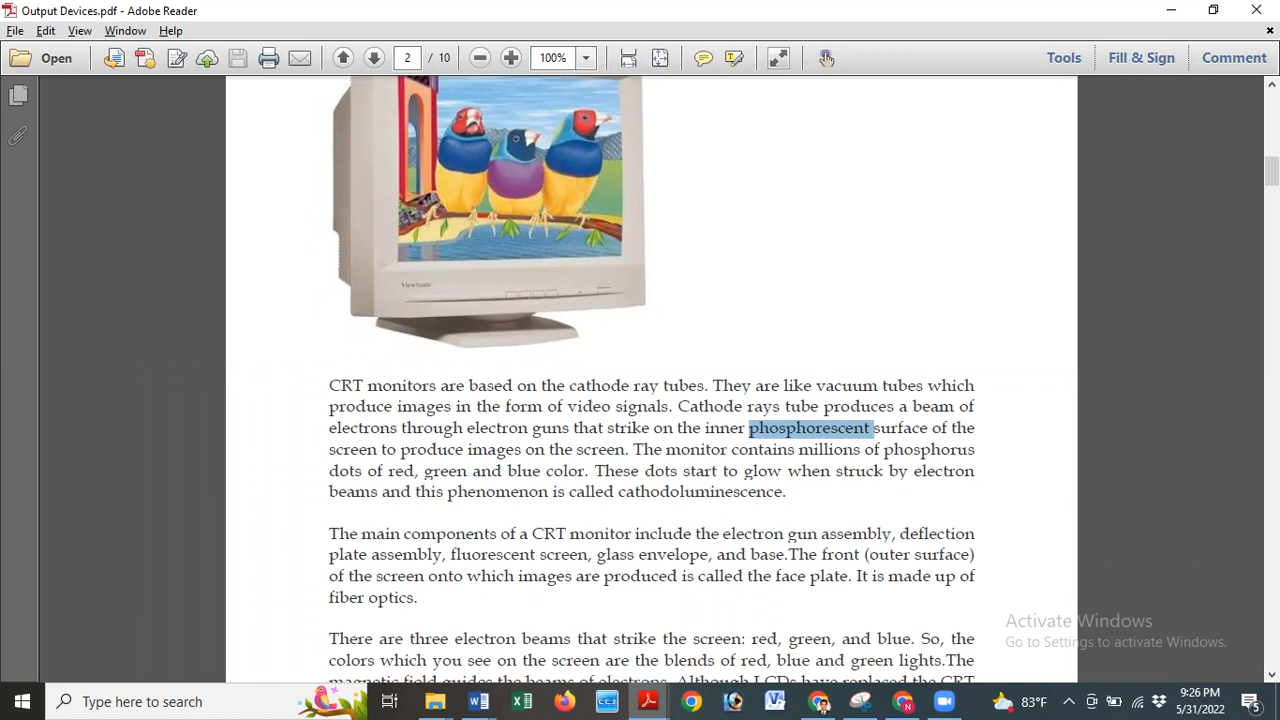 Output Devices.pdf - Adobe Reader
File Edit View Window Help
Open 2 / 10 100% Tools Fill & Sign Comment
ViewSonic
CRT monitors are based on the cathode ray tubes. They are like vacuum tubes which
produce images in the form of video signals. Cathode rays tube produces a beam of
electrons through electron guns that strike on the inner phosphorescent surface of the
screen to produce images on the screen. The monitor contains millions of phosphorus
dots of red, green and blue color. These dots start to glow when struck by electron
beams and this phenomenon is called cathodoluminescence.
The main components of a CRT monitor include the electron gun assembly, deflection
plate assembly, fluorescent screen, glass envelope, and base.The front (outer surface)
of the screen onto which images are produced is called the face plate. It is made up of
fiber optics.
There are three electron beams that strike the screen: red, green, and blue. So, the
colors which you see on the screen are the blends of red, blue and green lights.The
magnetic field guides the beams of electrons. Although LCDs have replaced the CRT
Activate Windows
Go to Settings to activate Windows.
Type here to search
83°F
9:26 PM
5/31/2022
5